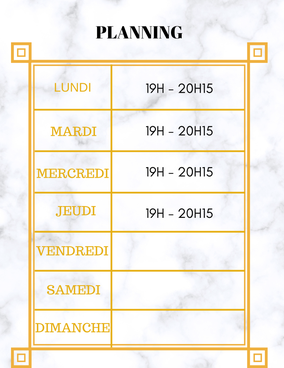 PLANNING
LUNDI 19H - 20H15
MARDI 19H - 20H15
MERCREDI 19H - 20H15
JEUDI 19H - 20H15
VENDREDI
SAMEDI
DIMANCHE